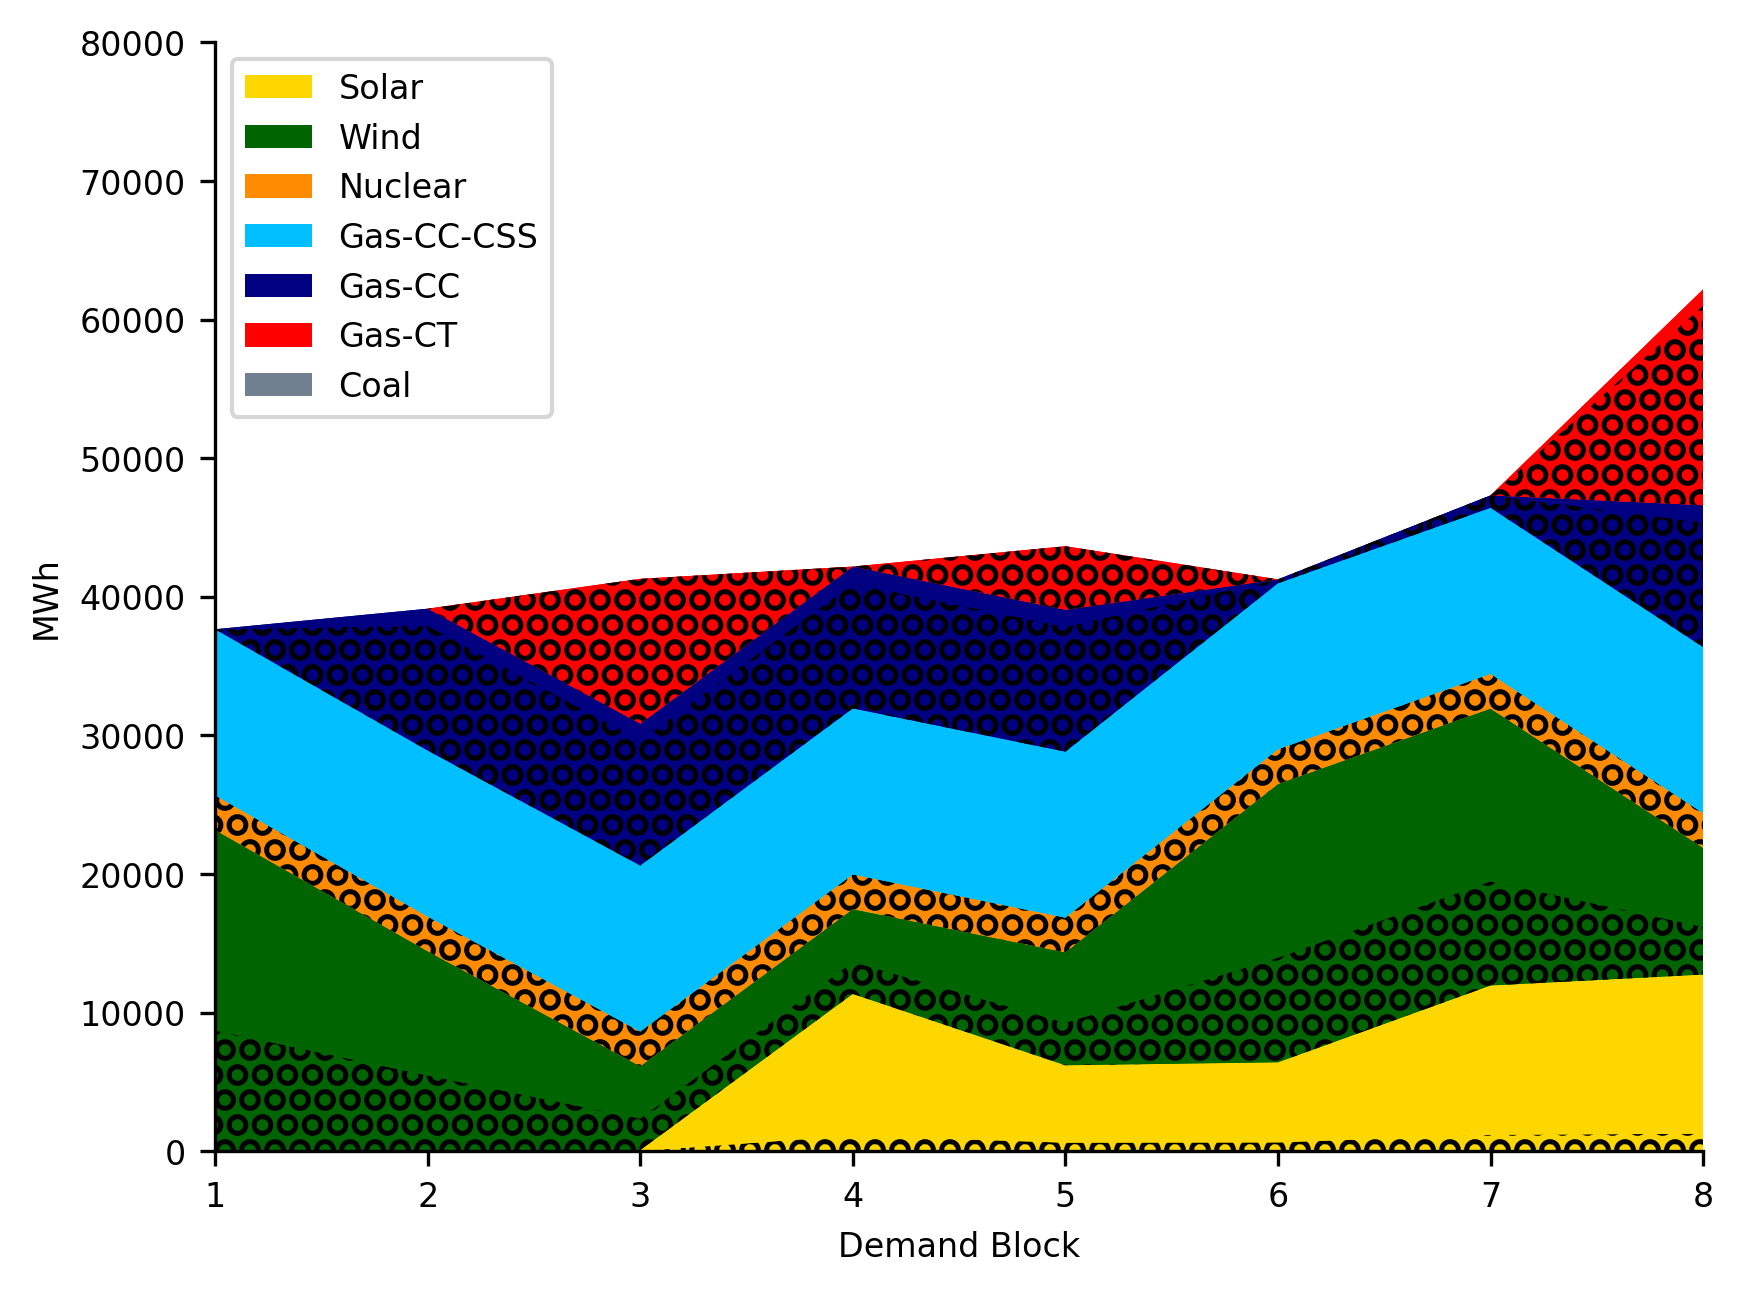 80000
70000
60000
50000
40000
30000
20000
10000
0
MWh
Solar
Wind
Nuclear
Gas-CC-CSS
Gas-CC
Gas-CT
Coal
1 2 3 4 5 6 7 8
Demand Block